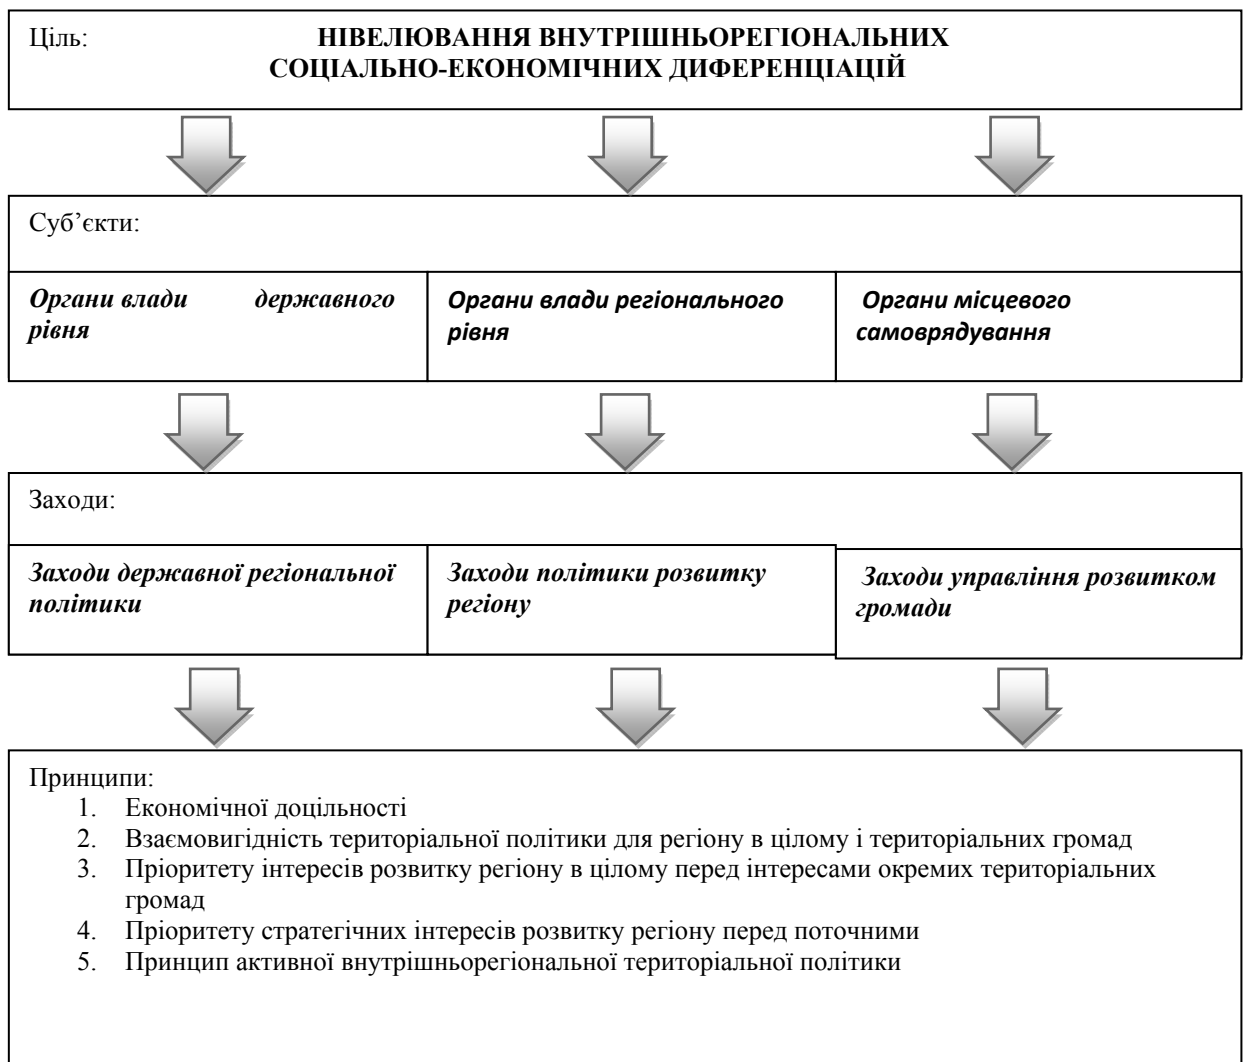 Ціль: НІВЕЛЮВАННЯ ВНУТРІШНЬОРЕГІОНАЛЬНИХ
СОЦІАЛЬНО-ЕКОНОМІЧНИХ ДИФЕРЕНЦІАЦІЙ
Суб’єкти:
Органи влади державного
рівня
Органи влади регіонального
рівня
Органи місцевого
самоврядування
Заходи:
Заходи державної регіональної
політики
Заходи політики розвитку
регіону
Заходи управління розвитком
громади
Принципи:
1. Економічної доцільності
2. Взаємовигідність територіальної політики для регіону в цілому і територіальних громад
3. Пріоритету інтересів розвитку регіону в цілому перед інтересами окремих територіальних
громад
4. Пріоритету стратегічних інтересів розвитку регіону перед поточними
5. Принцип активної внутрішньорегіональної територіальної політики